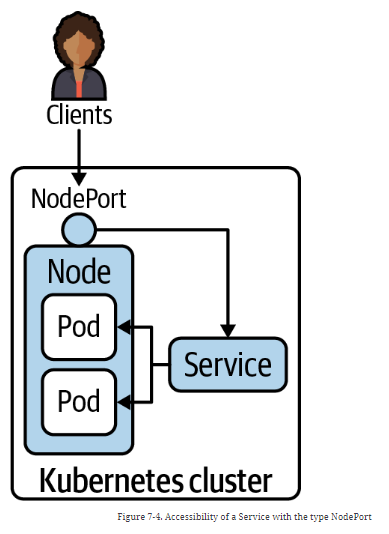 Clients
NodePort
Node
Pod
Service
Pod
Kubernetes cluster
Figure 7-4. Accessibility of a Service with the type NodePort